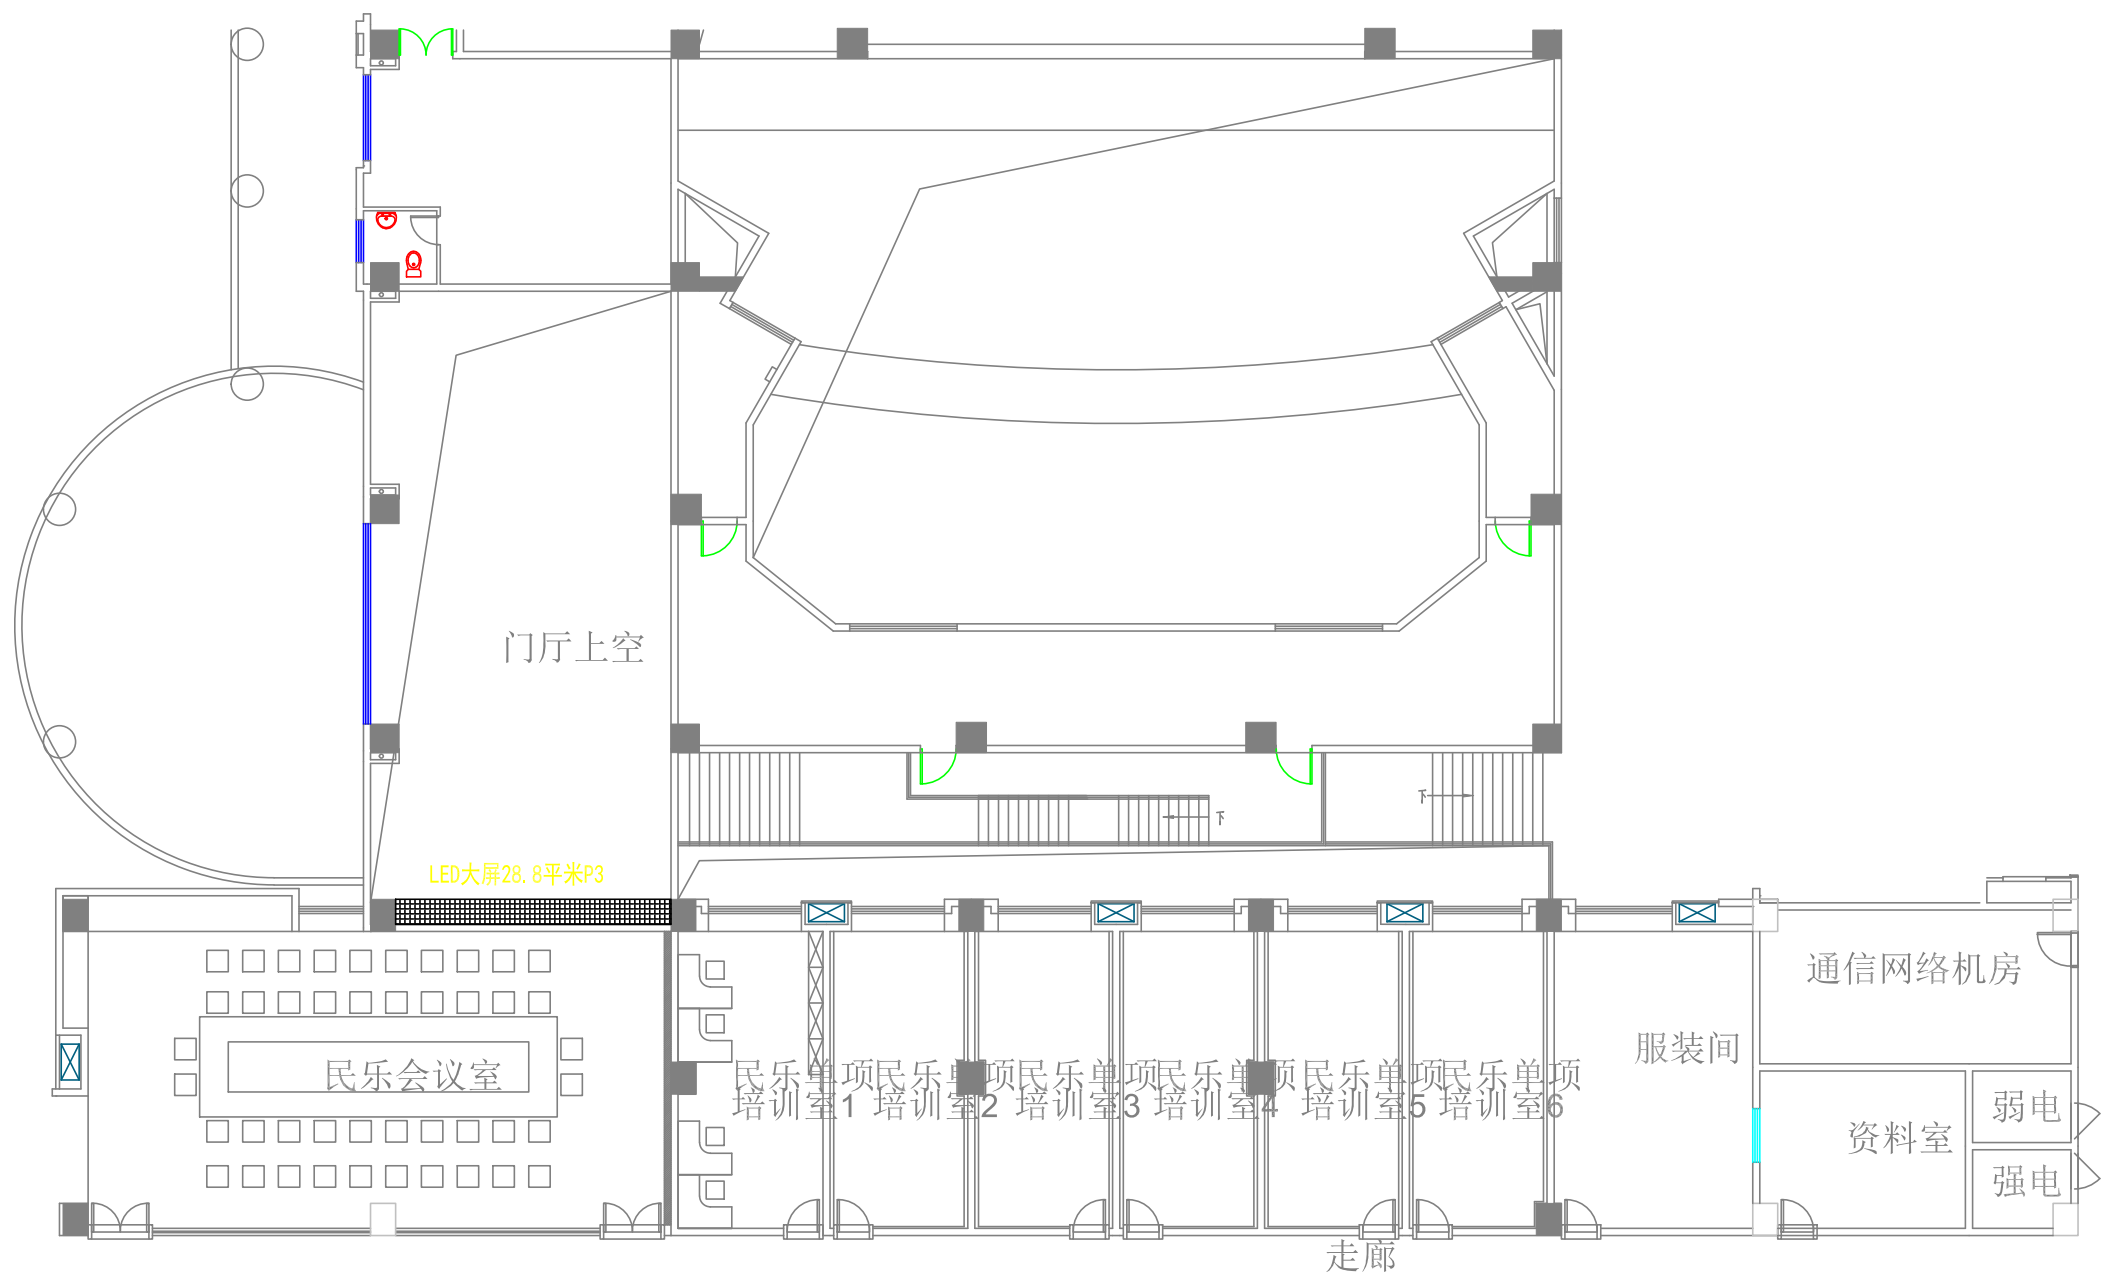 门厅上空
下
下
LED大屏28.8平米P3
通信网络机房
服装间
民乐会议室
民乐单项
培训室1
民乐单项
培训室2
民乐单项
培训室3
民乐单项
培训室4
民乐单项
培训室5
民乐单项
培训室6
弱电
资料室
强电
走廊